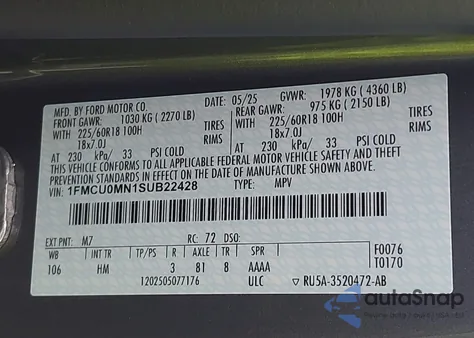 MFD. BY FORD MOTOR CO. DATE: 05/25 GVWR: 1978 KG (4360 LB)
FRONT GAWR: 1030 KG (2270 LB) REAR GAWR: 975 KG (2150 LB)
WITH 225/60R18 100H TIRES WITH 225/60R18 100H TIRES
18x7.0J RIMS 18x7.0J RIMS
AT 230 kPa/ 33 PSI COLD AT 230 kPa/ 33 PSI COLD
THIS VEHICLE CONFORMS TO ALL APPLICABLE FEDERAL MOTOR VEHICLE SAFETY AND THEFT
PREVENTION STANDARDS IN EFFECT ON THE DATE OF MANUFACTURE SHOWN ABOVE.
VIN: 1FMCU0MN1SUB22428 TYPE: MPV
EXT PNT: M7 RC: 72 DSO: F0076
WB INT TR TP/PS R AXLE TR SPR T0170
106 HM 3 81 8 AAAA
1202505077176 ULC RU5A-3520472-AB
autoSnap